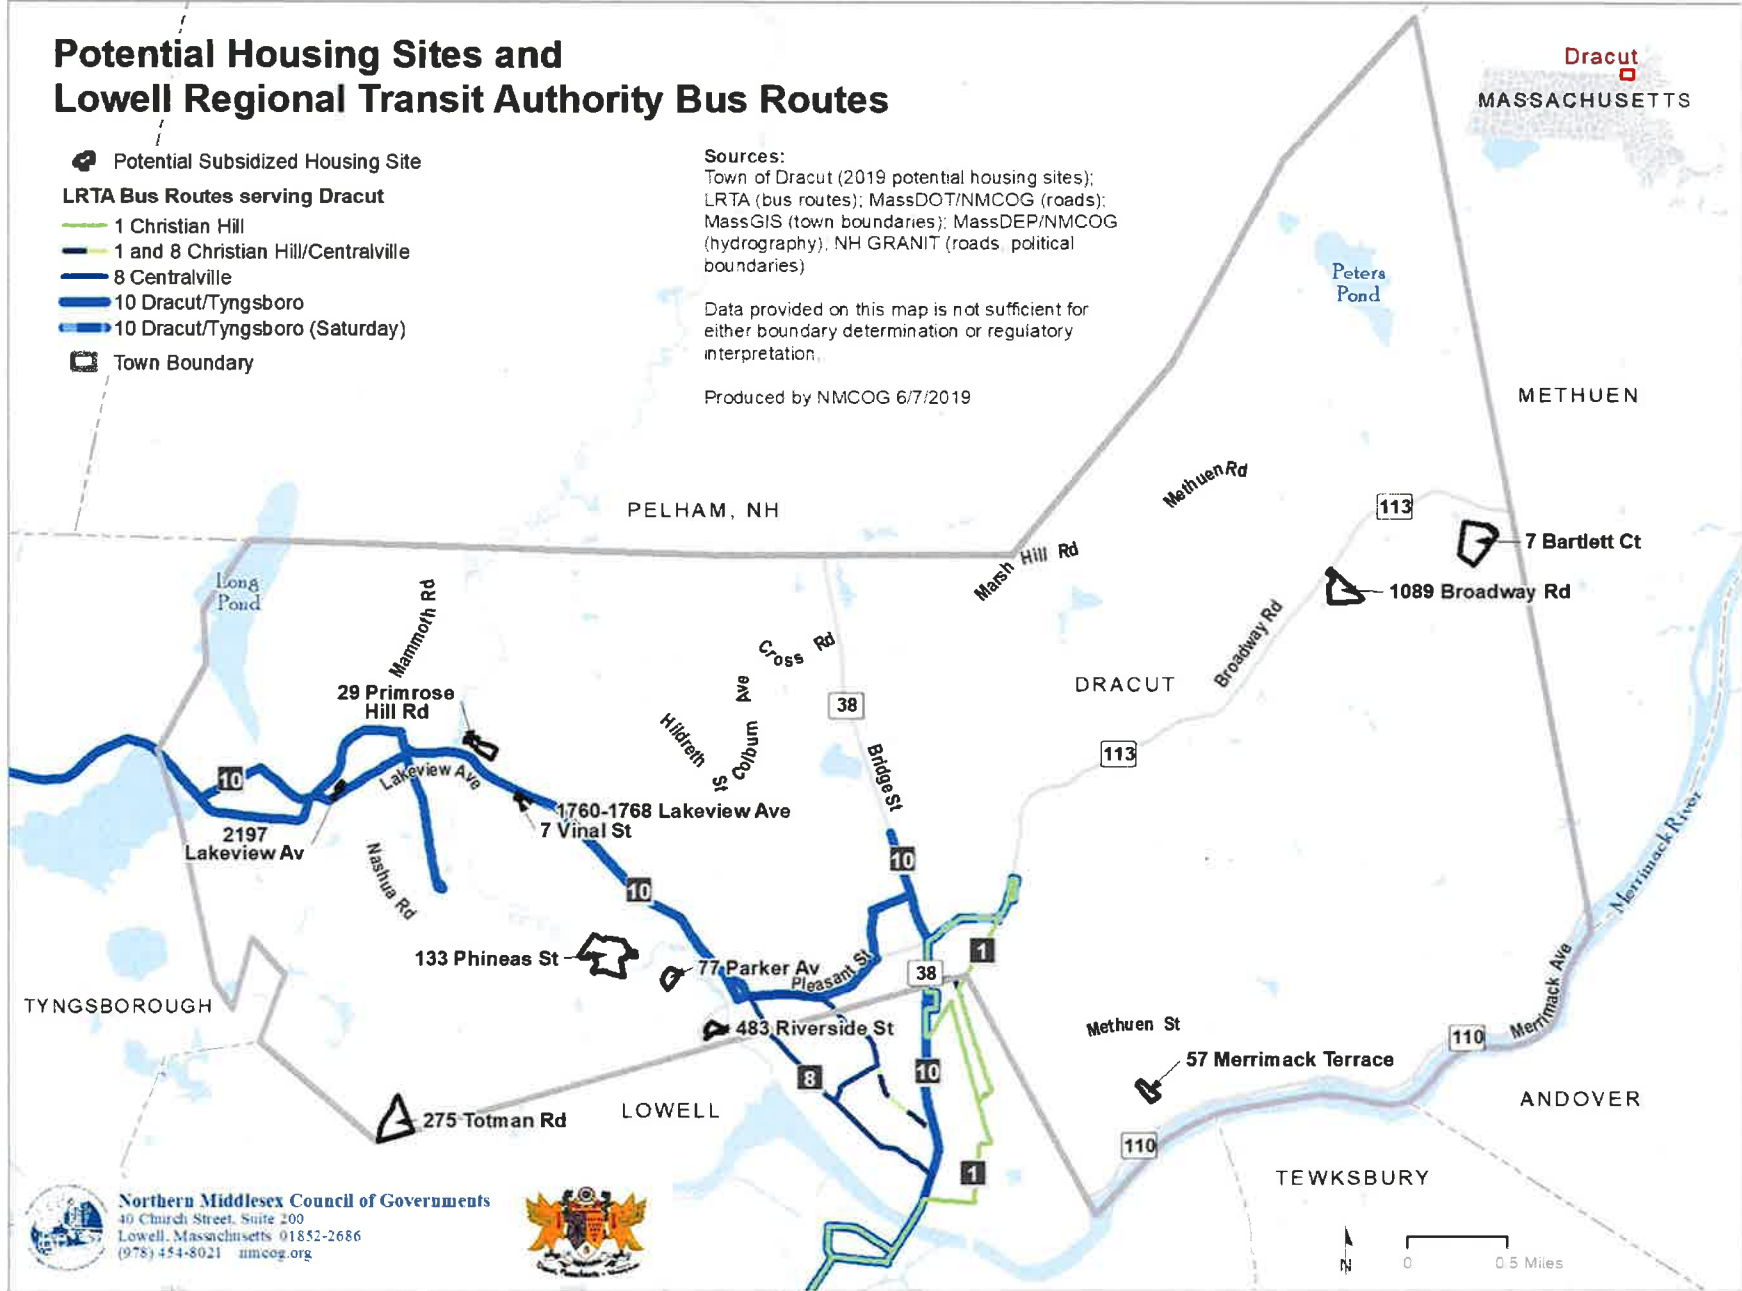 Potential Housing Sites and
Lowell Regional Transit Authority Bus Routes
Potential Subsidized Housing Site
LRTA Bus Routes serving Dracut
1 Christian Hill
1 and 8 Christian Hill/Centralville
8 Centralville
10 Dracut/Tyngsboro
10 Dracut/Tyngsboro (Saturday)
Town Boundary
Sources:
Town of Dracut (2019 potential housing sites);
LRTA (bus routes); MassDOT/NMCOG (roads);
MassGIS (town boundaries); MassDEP/NMCOG
(hydrography), NH GRANIT (roads, political
boundaries)
Data provided on this map is not sufficient for
either boundary determination or regulatory
interpretation.
Produced by NMCOG 6/7/2019
Dracut
MASSACHUSETTS
Peters
Pond
METHUEN
Methuen Rd
113
PELHAM, NH
7 Bartlett Ct
Marsh Hill Rd
1089 Broadway Rd
Long
Pond
Mammoth Rd
Cross Rd
Broadway Rd
DRACUT
29 Primrose
Hill Rd
Colburn Ave
38
Hildreth St
113
10
Lakeview Ave
Bridge St
1760-1768 Lakeview Ave
7 Vinal St
2197
Lakeview Av
Nashua Rd
10
10
Merrimack River
133 Phineas St
77 Parker Av
Pleasant St
38
1
TYNGSBOROUGH
483 Riverside St
Methuen St
Merrimack Ave
110
57 Merrimack Terrace
8
10
275 Totman Rd
LOWELL
ANDOVER
110
1
TEWKSBURY
Northern Middlesex Council of Governments
40 Church Street, Suite 200
Lowell, Massachusetts 01852-2686
(978) 454-8021 nmcog.org
N
0 0.5 Miles